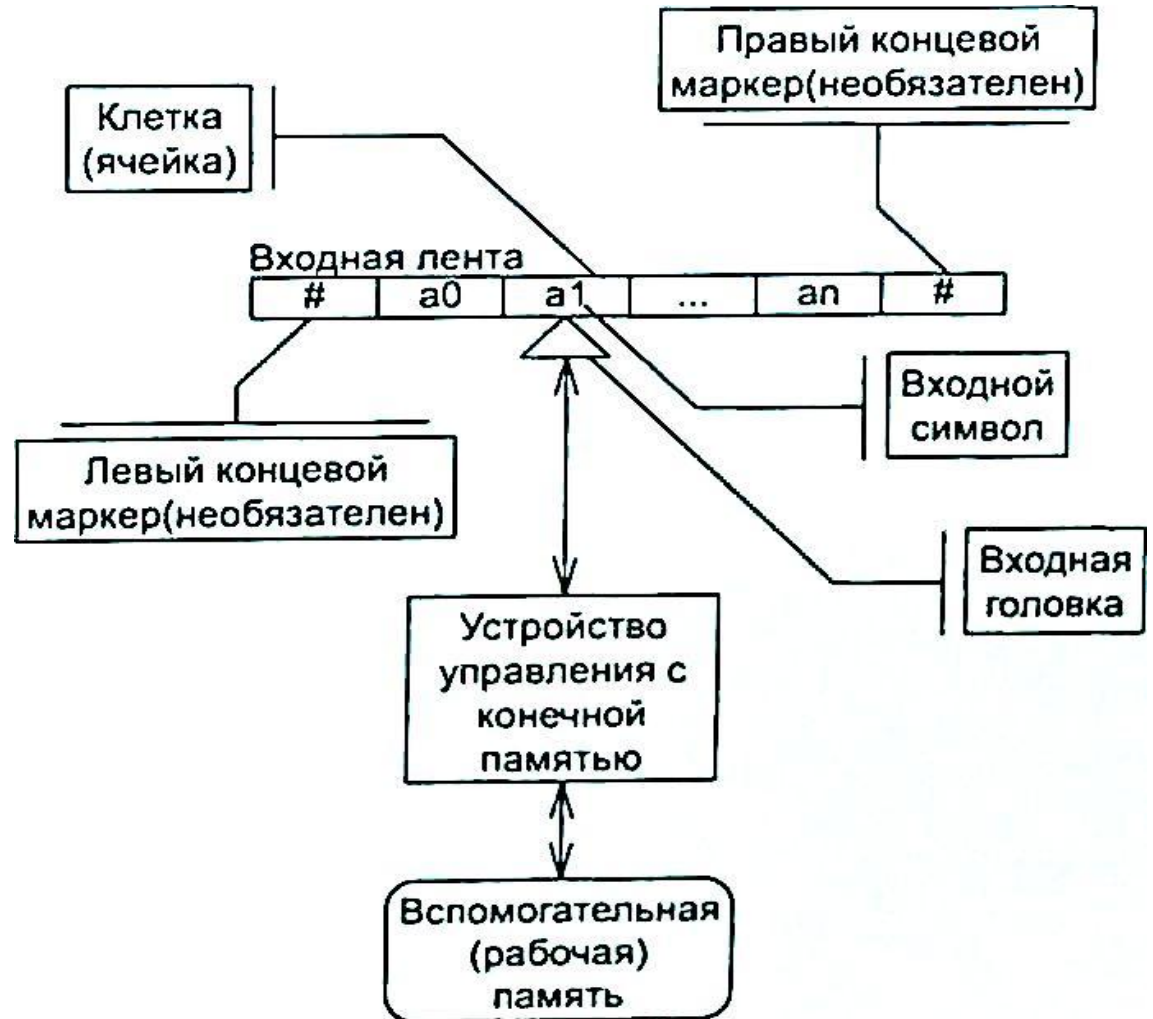 Правый концевой
маркер(необязателен)
Клетка
(ячейка)
Входная лента
# a0 a1 ... an #
Входной
символ
Левый концевой
маркер(необязателен)
Входная
головка
Устройство
управления с
конечной
памятью
Вспомогательная
(рабочая)
память